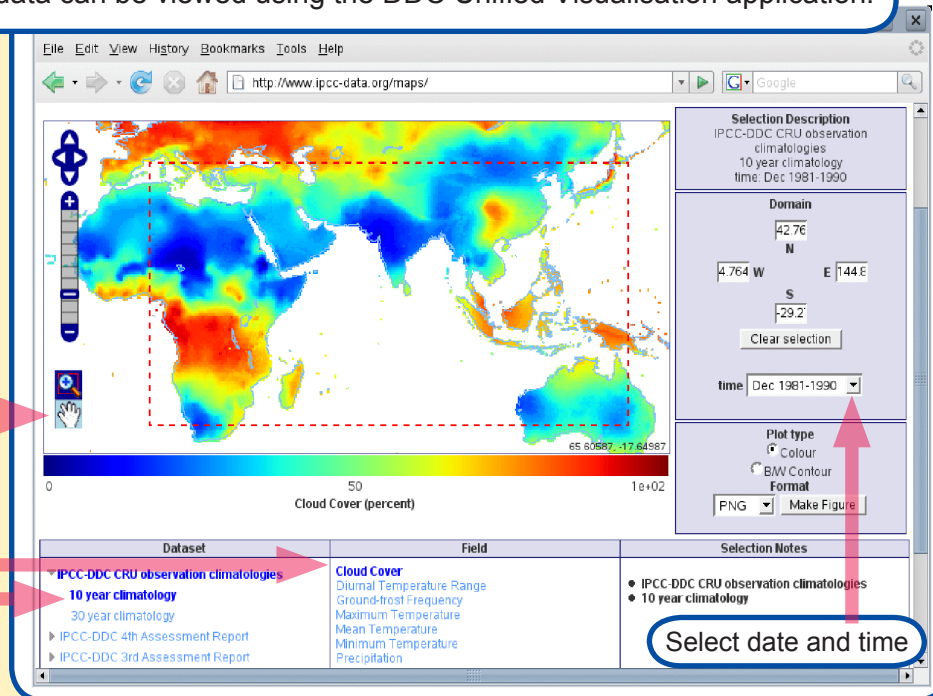 data can be viewed using the DDC Unified Visualisation application.
File Edit View History Bookmarks Tools Help
http://www.ipcc-data.org/maps/
G Google
Selection Description
IPCC-DDC CRU observation
climatologies
10 year climatology
time: Dec 1981-1990
Domain
42.76
N
4.764 W E 144.8
S
-29.2
Clear selection
time Dec 1981-1990
65.60587, -17.64987
Plot type
Colour
B/W Contour
Format
PNG Make Figure
0 50 1e+02
Cloud Cover (percent)
Dataset Field Selection Notes
IPCC-DDC CRU observation climatologies
10 year climatology
30 year climatology
IPCC-DDC 4th Assessment Report
IPCC-DDC 3rd Assessment Report
Cloud Cover
Diurnal Temperature Range
Ground-frost Frequency
Maximum Temperature
Mean Temperature
Minimum Temperature
Precipitation
IPCC-DDC CRU observation climatologies
10 year climatology
Select date and time